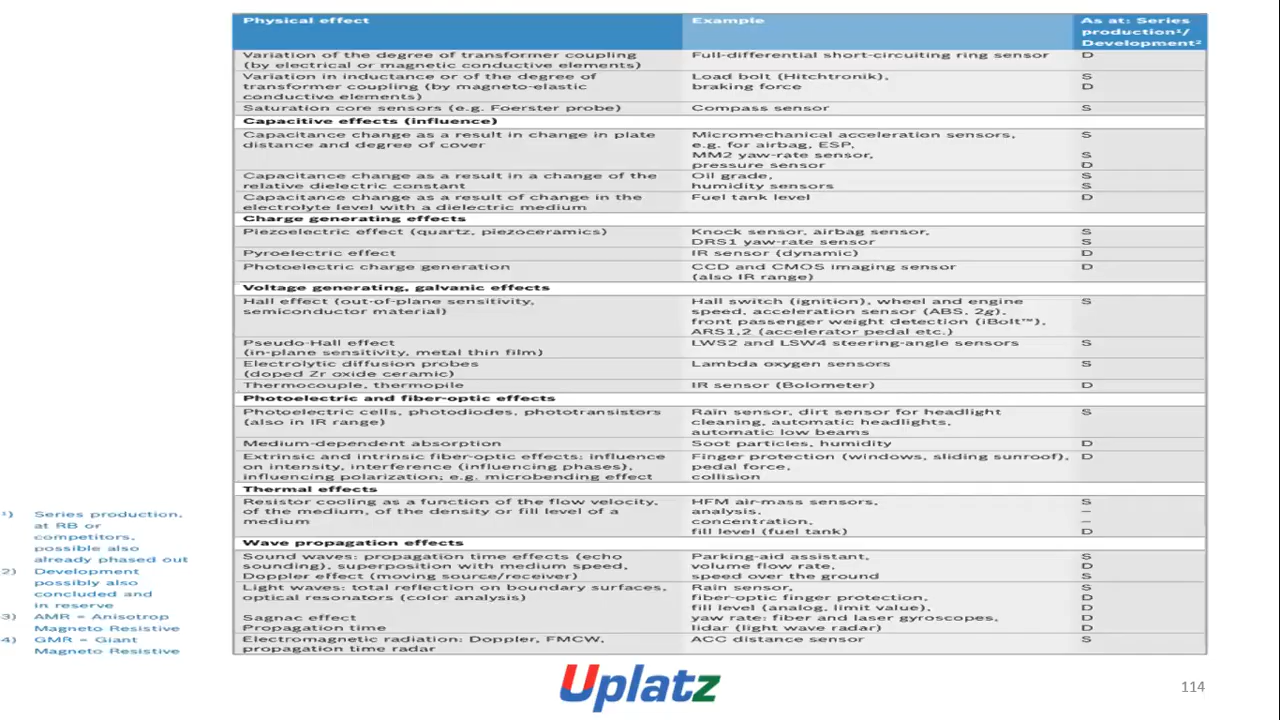 Physical effect Example As at: Series
production¹/
Development²
Variation of the degree of transformer coupling Full-differential short-circuiting ring sensor D
(by electrical or magnetic conductive elements)
Variation in inductance or of the degree of Load bolt (Hitchtronik), S
transformer coupling (by magneto-elastic braking force D
conductive elements)
Saturation core sensors (e.g. Foerster probe) Compass sensor S
Capacitive effects (influence)
Capacitance change as a result in change in plate Micromechanical acceleration sensors, S
distance and degree of cover e.g. for airbag, ESP,
MM2 yaw-rate sensor, S
pressure sensor D
Capacitance change as a result in a change of the Oil grade, S
relative dielectric constant humidity sensors S
Capacitance change as a result of change in the Fuel tank level D
electrolyte level with a dielectric medium
Charge generating effects
Piezoelectric effect (quartz, piezoceramics) Knock sensor, airbag sensor, S
DRS1 yaw-rate sensor S
Pyroelectric effect IR sensor (dynamic) D
Photoelectric charge generation CCD and CMOS imaging sensor D
(also IR range)
Voltage generating, galvanic effects
Hall effect (out-of-plane sensitivity, Hall switch (ignition), wheel and engine S
semiconductor material) speed, acceleration sensor (ABS, 2g),
front passenger weight detection (iBolt™),
ARS1,2 (accelerator pedal etc.)
Pseudo-Hall effect LWS2 and LSW4 steering-angle sensors S
(in-plane sensitivity, metal thin film)
Electrolytic diffusion probes Lambda oxygen sensors S
(doped Zr oxide ceramic)
Thermocouple, thermopile IR sensor (Bolometer) D
Photoelectric and fiber-optic effects
Photoelectric cells, photodiodes, phototransistors Rain sensor, dirt sensor for headlight S
(also in IR range) cleaning, automatic headlights,
automatic low beams
Medium-dependent absorption Soot particles, humidity D
Extrinsic and intrinsic fiber-optic effects: influence Finger protection (windows, sliding sunroof), D
on intensity, interference (influencing phases), pedal force,
influencing polarization; e.g. microbending effect collision
Thermal effects
Resistor cooling as a function of the flow velocity, HFM air-mass sensors, S
of the medium, of the density or fill level of a analysis, –
medium concentration, –
fill level (fuel tank) D
Wave propagation effects
Sound waves: propagation time effects (echo Parking-aid assistant, S
sounding), superposition with medium speed, volume flow rate, D
Doppler effect (moving source/receiver) speed over the ground S
Light waves: total reflection on boundary surfaces, Rain sensor, S
optical resonators (color analysis) fiber-optic finger protection, D
fill level (analog, limit value), D
Sagnac effect yaw rate: fiber and laser gyroscopes, D
Propagation time lidar (light wave radar) D
Electromagnetic radiation: Doppler, FMCW, ACC distance sensor S
propagation time radar
¹) Series production,
at RB or
competitors,
possible also
already phased out
2) Development
possibly also
concluded and
in reserve
3) AMR = Anisotrop
Magneto Resistive
4) GMR = Giant
Magneto Resistive
Uplatz
114